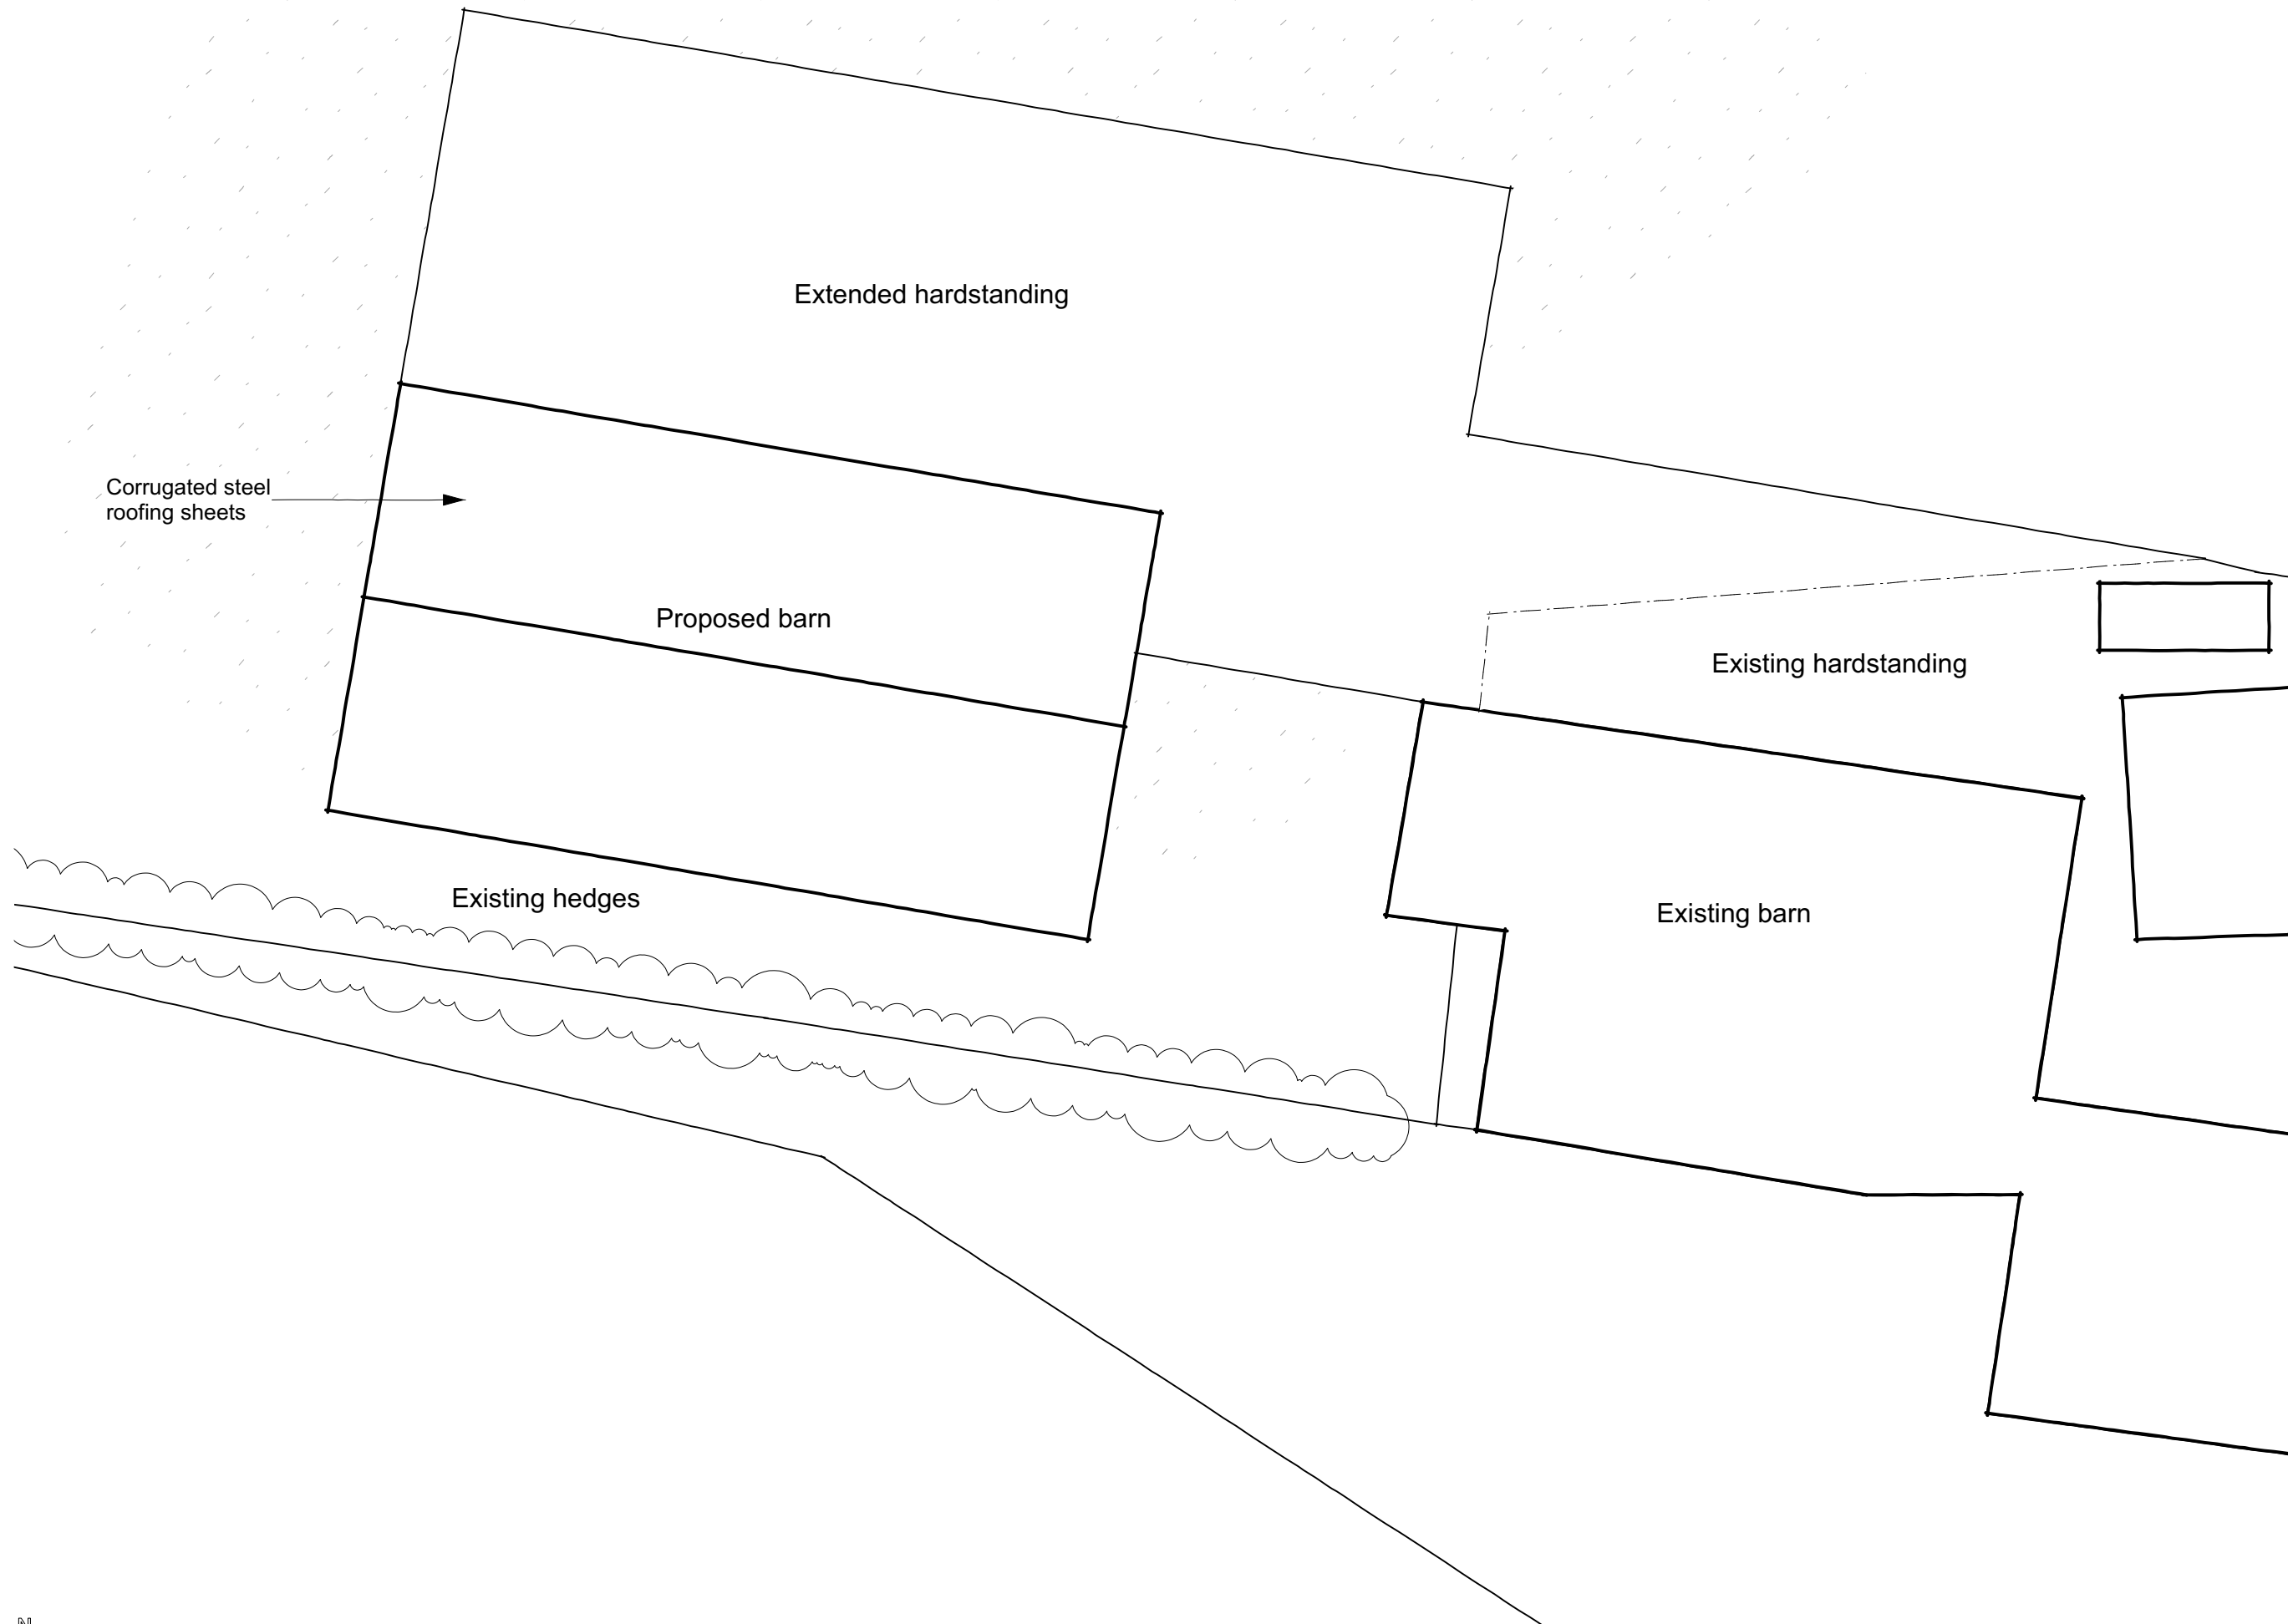 Extended hardstanding
Corrugated steel
roofing sheets
Proposed barn
Existing hardstanding
Existing hedges
Existing barn
N